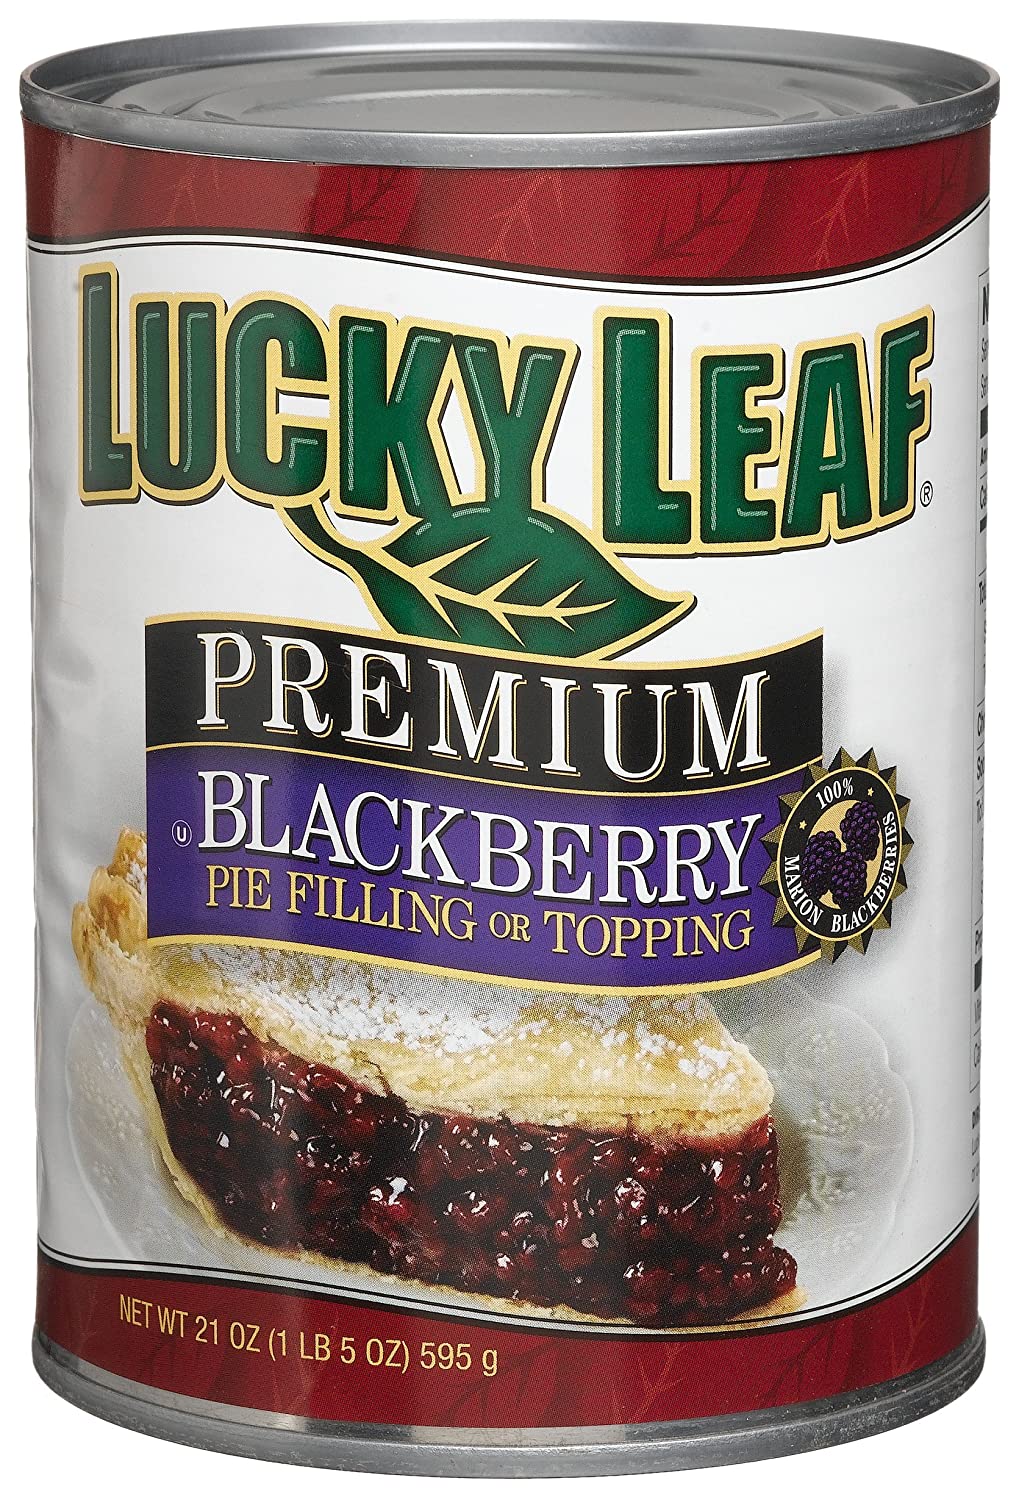 LUCKY LEAF®
PREMIUM
U BLACKBERRY
PIE FILLING OR TOPPING
100%
MARION BLACKBERRIES
NET WT 21 OZ (1 LB 5 OZ) 595 g